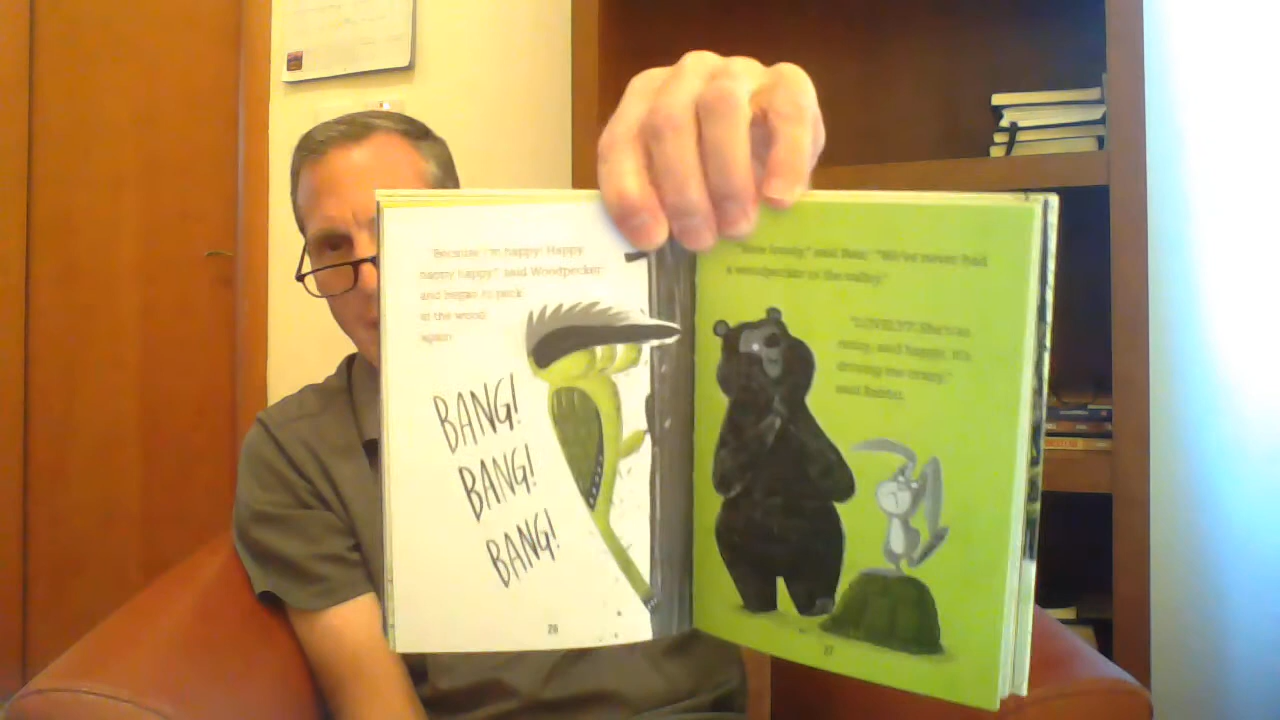 "Because I'm happy! Happy
happy happy!" said Woodpecker
and began to peck
at the wood
again.
BANG!
BANG!
BANG!
26
"How lovely," said Bear. "We've never had
a woodpecker in the valley."
"LOVELY?! She's so
noisy, and happy. It's
driving me crazy,"
said Rabbit.
27